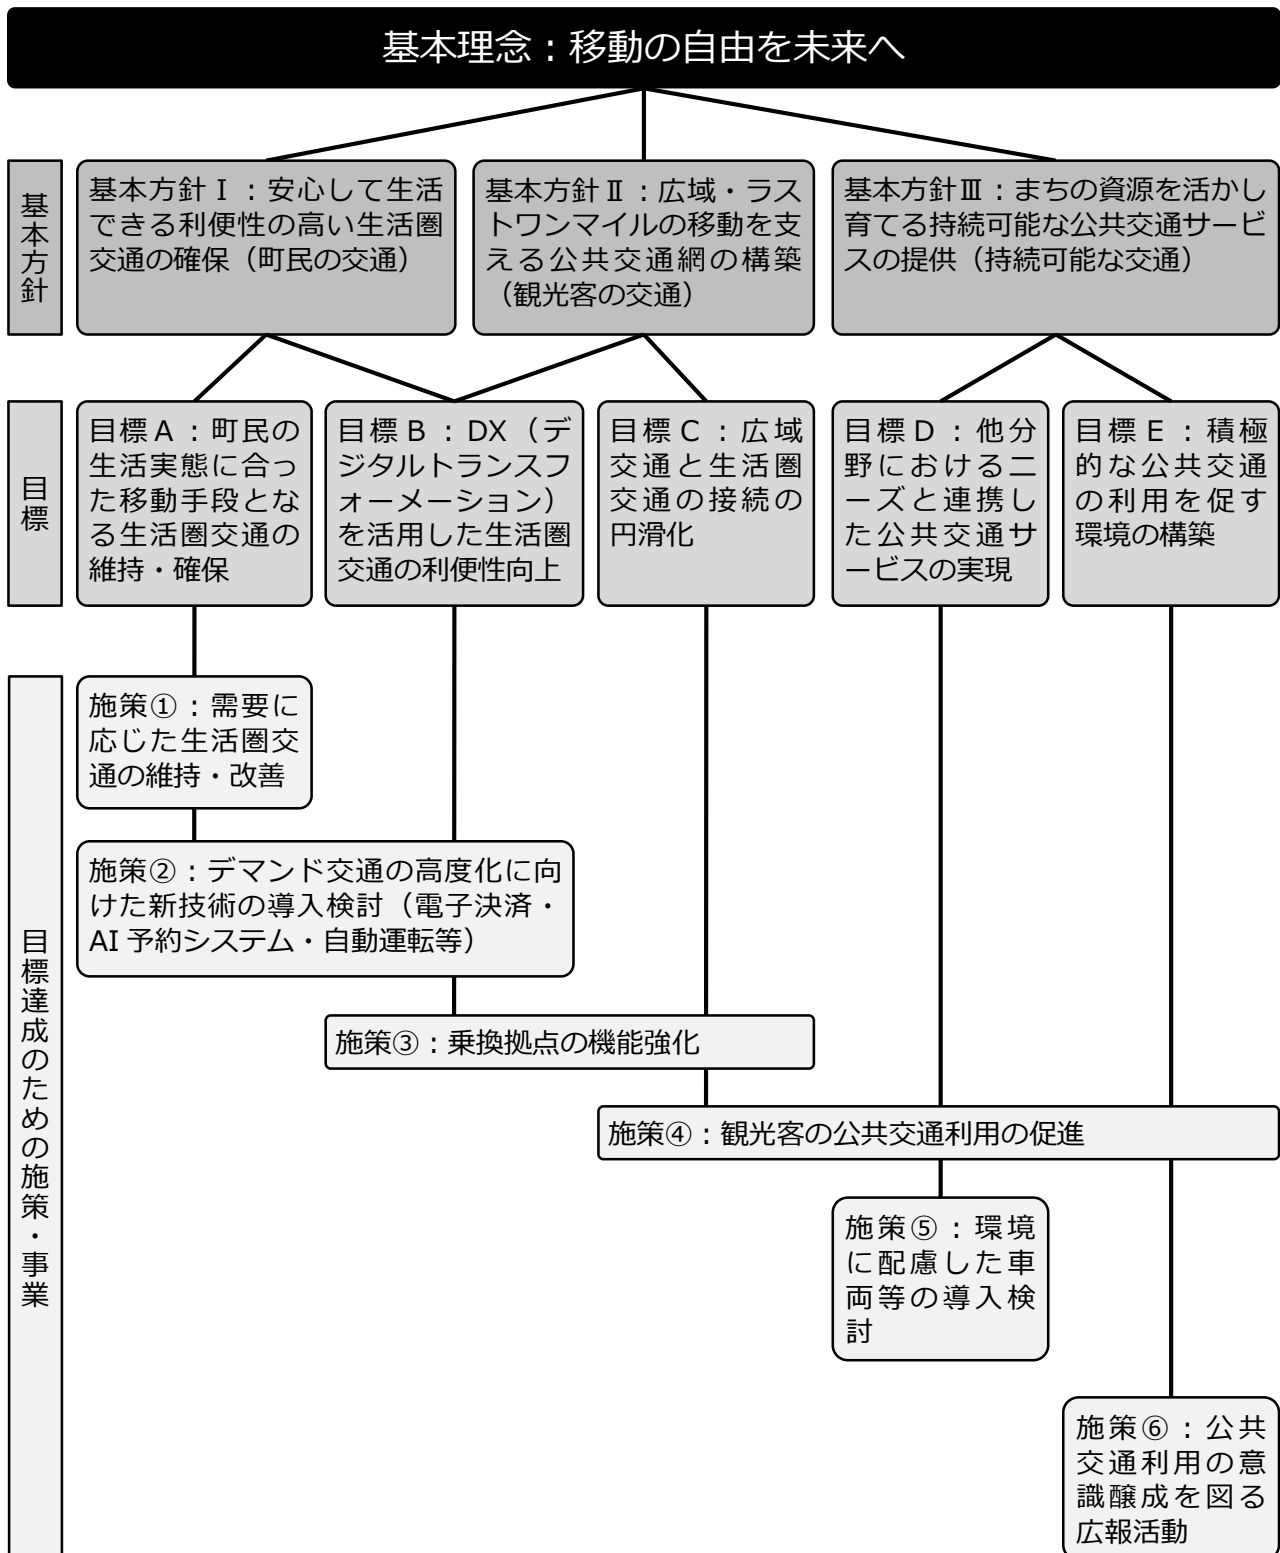 基本理念：移動の自由を未来へ
基本方針
基本方針Ⅰ：安心して生活
できる利便性の高い生活圏
交通の確保（町民の交通）
基本方針Ⅱ：広域・ラス
トワンマイルの移動を支
える公共交通網の構築
（観光客の交通）
基本方針Ⅲ：まちの資源を活かし
育てる持続可能な公共交通サービ
スの提供（持続可能な交通）
目標
目標A：町民の
生活実態に合っ
た移動手段とな
る生活圏交通の
維持・確保
目標B：DX（デ
ジタルトランスフ
ォーメーション）
を活用した生活圏
交通の利便性向上
目標C：広域
交通と生活圏
交通の接続の
円滑化
目標D：他分
野におけるニ
ーズと連携し
た公共交通サ
ービスの実現
目標E：積極
的な公共交通
の利用を促す
環境の構築
目標達成のための施策・事業
施策①：需要に
応じた生活圏交
通の維持・改善
施策②：デマンド交通の高度化に向
けた新技術の導入検討（電子決済・
AI予約システム・自動運転等）
施策③：乗換拠点の機能強化
施策④：観光客の公共交通利用の促進
施策⑤：環境
に配慮した車
両等の導入検
討
施策⑥：公共
交通利用の意
識醸成を図る
広報活動